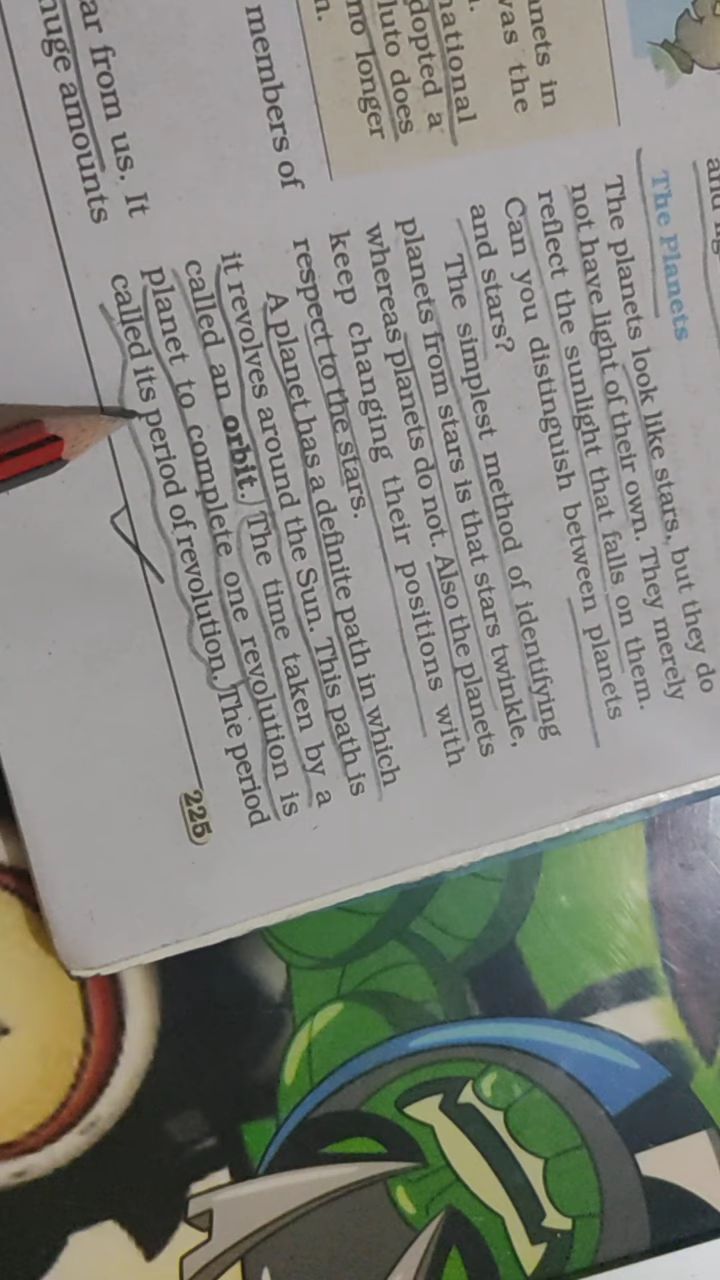 anets in
was the
national
dopted a
luto does
no longer
n.
members of
ar from us. It
huge amounts
The Planets
The planets look like stars, but they do
not have light of their own. They merely
reflect the sunlight that falls on them.
Can you distinguish between planets
and stars?
The simplest method of identifying
planets from stars is that stars twinkle,
whereas planets do not. Also the planets
keep changing their positions with
respect to the stars.
A planet has a definite path in which
it revolves around the Sun. This path is
called an orbit. The time taken by a
planet to complete one revolution is
called its period of revolution. The period
225